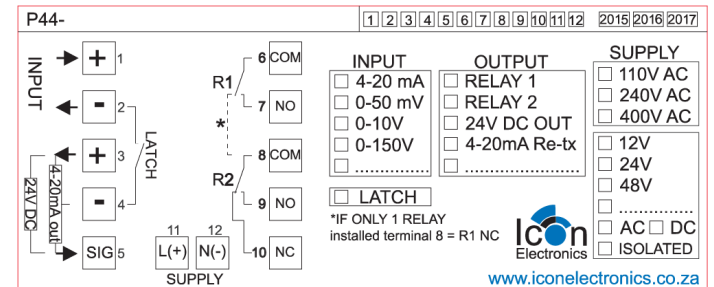 P44- 1 2 3 4 5 6 7 8 9 10 11 12 2015 2016 2017
INPUT
+ 1
- 2
+ 3
- 4
SIG 5
LATCH
4-20mA out
24V DC
R1
*
R2
6 COM
7 NO
8 COM
9 NO
10 NC
11 12
L(+) N(-)
SUPPLY
INPUT
4-20 mA
0-50 mV
0-10V
0-150V
..............
OUTPUT
RELAY 1
RELAY 2
24V DC OUT
4-20mA Re-tx
...................
LATCH
*IF ONLY 1 RELAY
installed terminal 8 = R1 NC
SUPPLY
110V AC
240V AC
400V AC
12V
24V
48V
..............
AC DC
ISOLATED
Icon
Electronics
www.iconelectronics.co.za